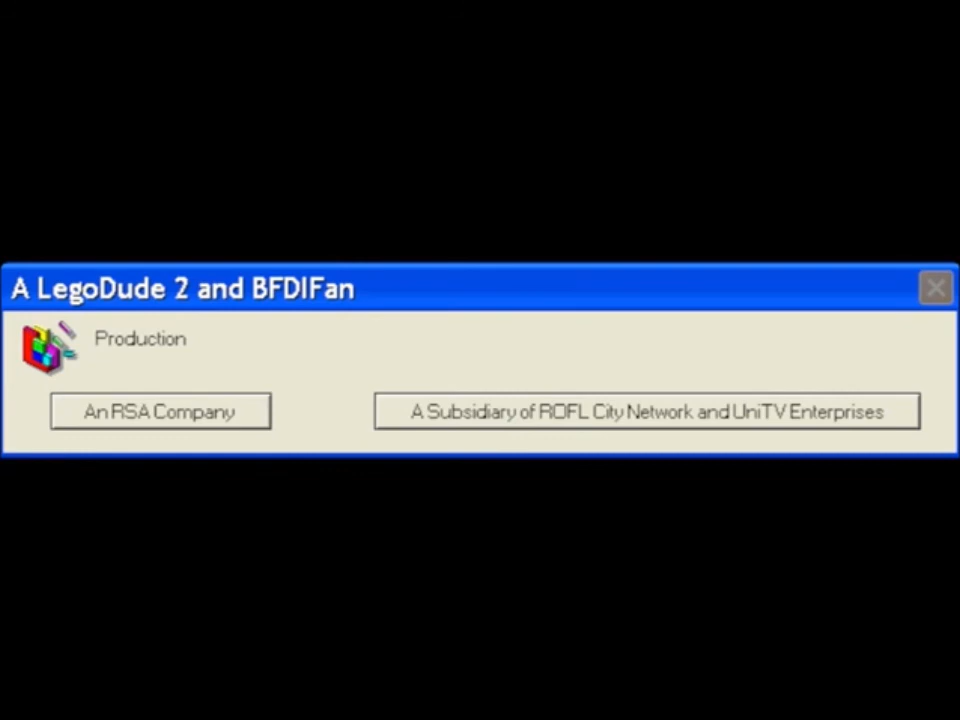 A LegoDude 2 and BFDIFan
Production
An RSA Company
A Subsidiary of ROFL City Network and UniTV Enterprises